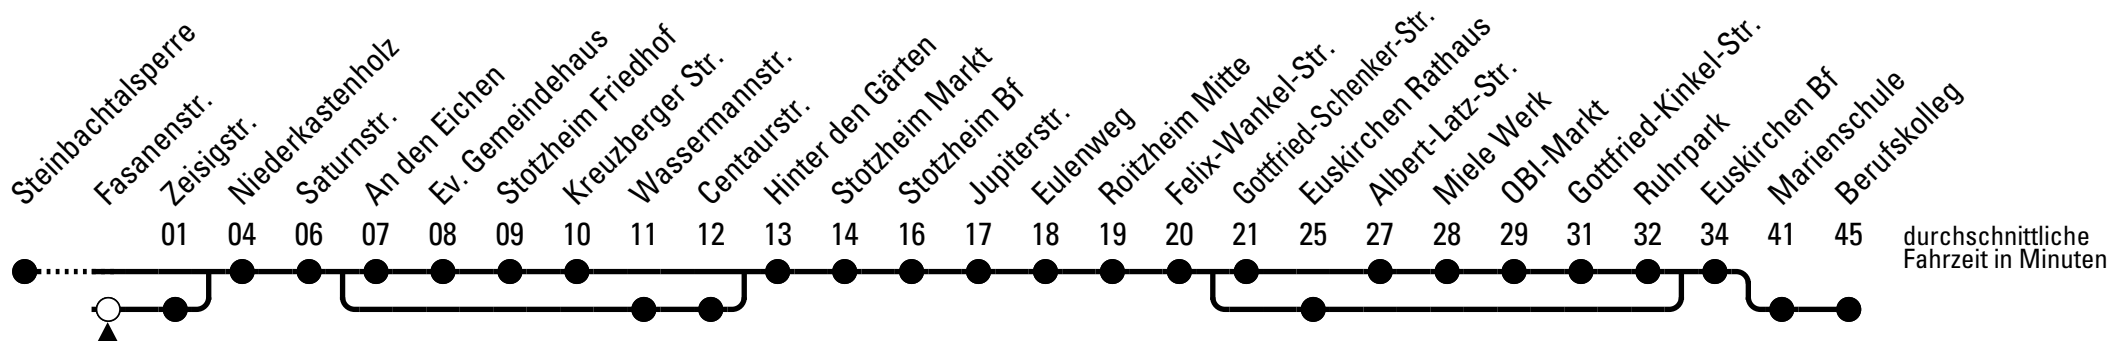 Steinbachtalsperre
Fasanenstr.
Zeisigstr.
Niederkastenholz
Saturnstr.
An den Eichen
Ev. Gemeindehaus
Stotzheim Friedhof
Kreuzberger Str.
Wassermannstr.
Centaurstr.
Hinter den Gärten
Stotzheim Markt
Stotzheim Bf
Jupiterstr.
Eulenweg
Roitzheim Mitte
Felix-Wankel-Str.
Gottfried-Schenker-Str.
Euskirchen Rathaus
Albert-Latz-Str.
Miele Werk
OBI-Markt
Gottfried-Kinkel-Str.
Ruhrpark
Euskirchen Bf
Marienschule
Berufskolleg
01 04 06 07 08 09 10 11 12 13 14 16 17 18 19 20 21 25 27 28 29 31 32 34 41 45
durchschnittliche
Fahrzeit in Minuten